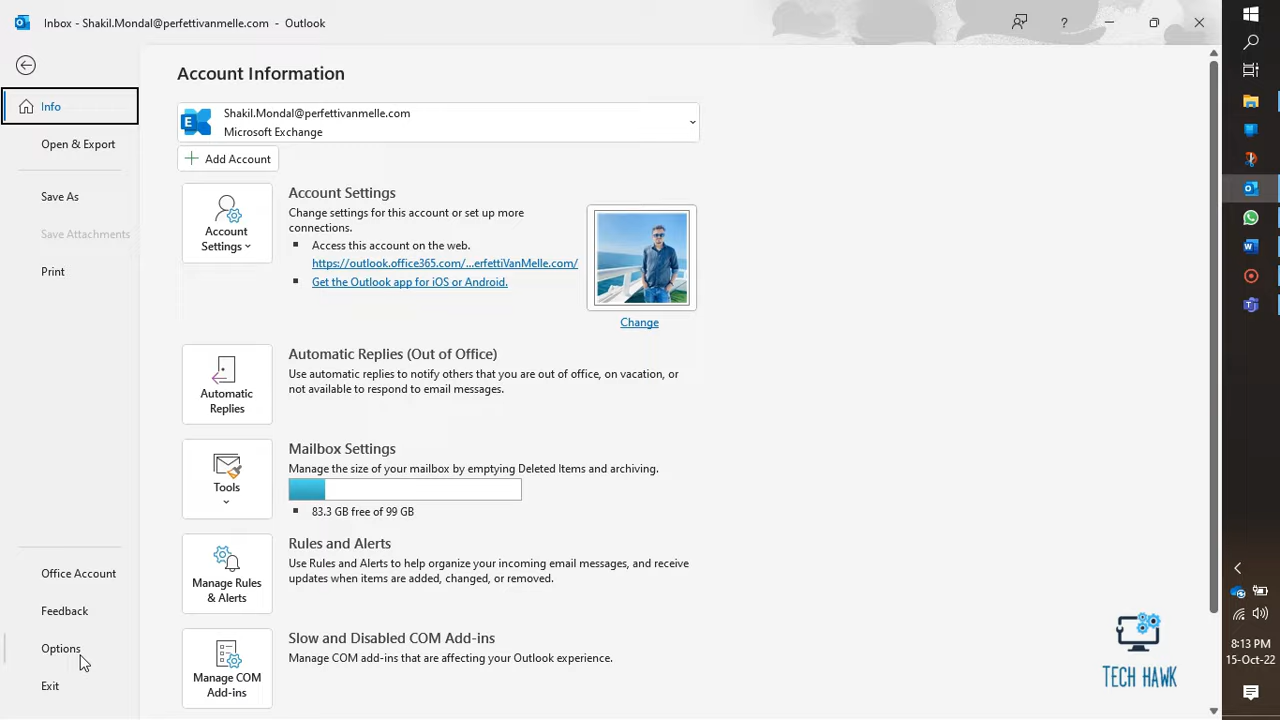 Inbox - Shakil.Mondal@perfettivanmelle.com - Outlook
?
Info
Open & Export
Save As
Save Attachments
Print
Office Account
Feedback
Options
Exit
Account Information
E
Shakil.Mondal@perfettivanmelle.com
Microsoft Exchange
Add Account
Account
Settings
Account Settings
Change settings for this account or set up more
connections.
Access this account on the web.
https://outlook.office365.com/...erfettiVanMelle.com/
Get the Outlook app for iOS or Android.
Change
Automatic
Replies
Automatic Replies (Out of Office)
Use automatic replies to notify others that you are out of office, on vacation, or
not available to respond to email messages.
Tools
Mailbox Settings
Manage the size of your mailbox by emptying Deleted Items and archiving.
83.3 GB free of 99 GB
Manage Rules
& Alerts
Rules and Alerts
Use Rules and Alerts to help organize your incoming email messages, and receive
updates when items are added, changed, or removed.
Manage COM
Add-ins
Slow and Disabled COM Add-ins
Manage COM add-ins that are affecting your Outlook experience.
TECH HAWK
8:13 PM
15-Oct-22